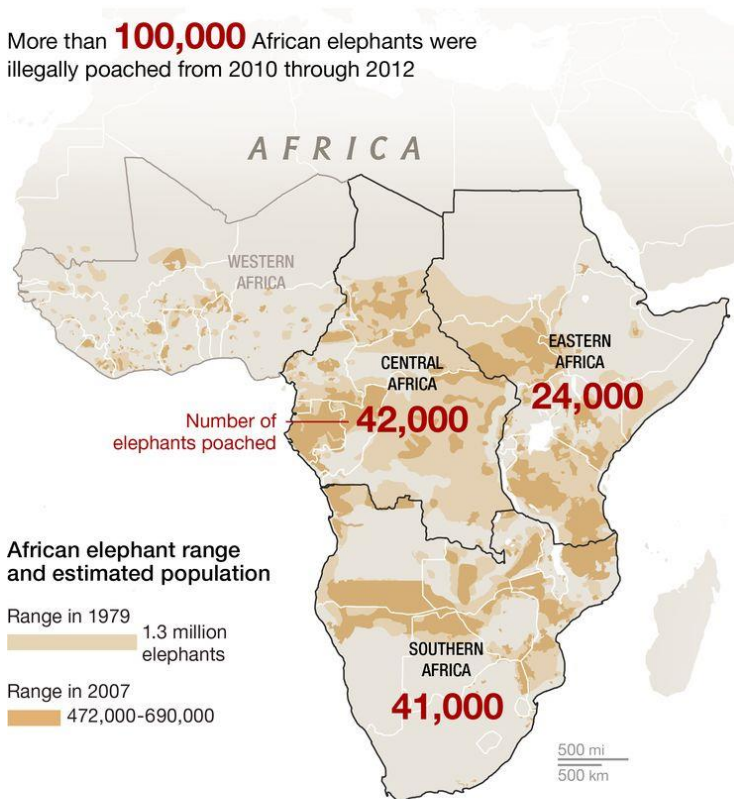 More than 100,000 African elephants were
illegally poached from 2010 through 2012
AFRICA
WESTERN
AFRICA
CENTRAL
AFRICA
42,000
EASTERN
AFRICA
24,000
Number of
elephants poached
SOUTHERN
AFRICA
41,000
African elephant range
and estimated population
Range in 1979
1.3 million
elephants
Range in 2007
472,000-690,000
500 mi
500 km